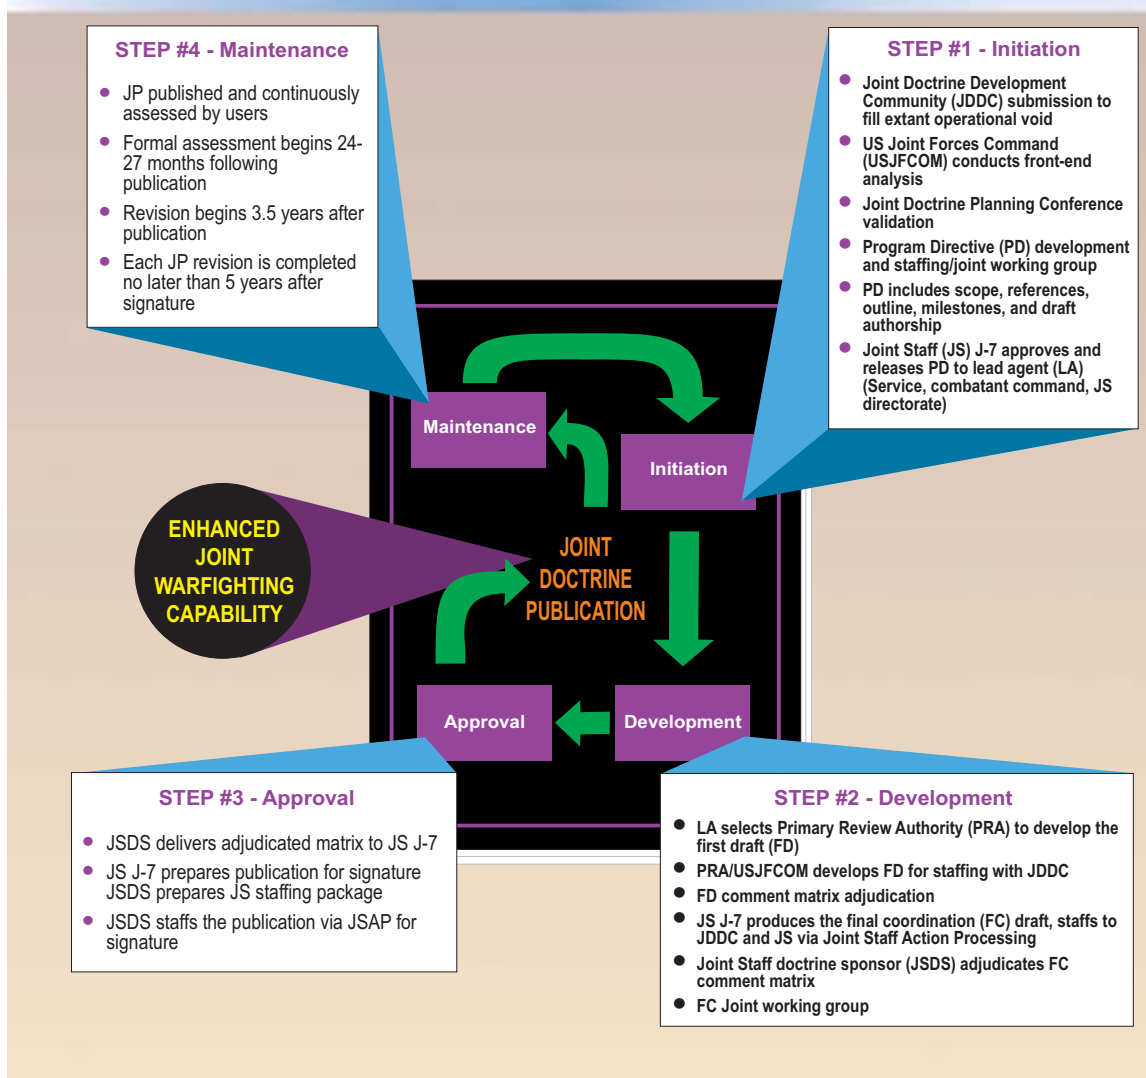 STEP #4 - Maintenance
JP published and continuously
assessed by users
Formal assessment begins 24-
27 months following
publication
Revision begins 3.5 years after
publication
Each JP revision is completed
no later than 5 years after
signature
STEP #1 - Initiation
Joint Doctrine Development
Community (JDDC) submission to
fill extant operational void
US Joint Forces Command
(USJFCOM) conducts front-end
analysis
Joint Doctrine Planning Conference
validation
Program Directive (PD) development
and staffing/joint working group
PD includes scope, references,
outline, milestones, and draft
authorship
Joint Staff (JS) J-7 approves and
releases PD to lead agent (LA)
(Service, combatant command, JS
directorate)
Maintenance
Initiation
ENHANCED
JOINT
WARFIGHTING
CAPABILITY
JOINT
DOCTRINE
PUBLICATION
Approval
Development
STEP #3 - Approval
JSDS delivers adjudicated matrix to JS J-7
JS J-7 prepares publication for signature
JSDS prepares JS staffing package
JSDS staffs the publication via JSAP for
signature
STEP #2 - Development
LA selects Primary Review Authority (PRA) to develop the
first draft (FD)
PRA/USJFCOM develops FD for staffing with JDDC
FD comment matrix adjudication
JS J-7 produces the final coordination (FC) draft, staffs to
JDDC and JS via Joint Staff Action Processing
Joint Staff doctrine sponsor (JSDS) adjudicates FC
comment matrix
FC Joint working group